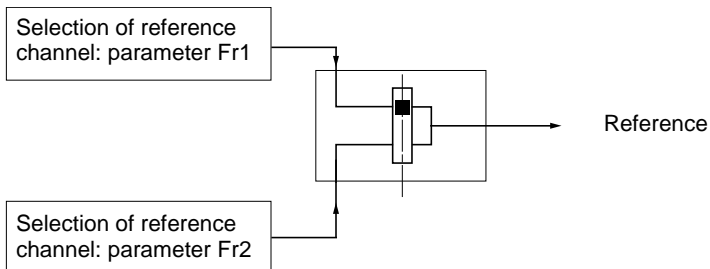 Selection of reference
channel: parameter Fr1
Reference
Selection of reference
channel: parameter Fr2